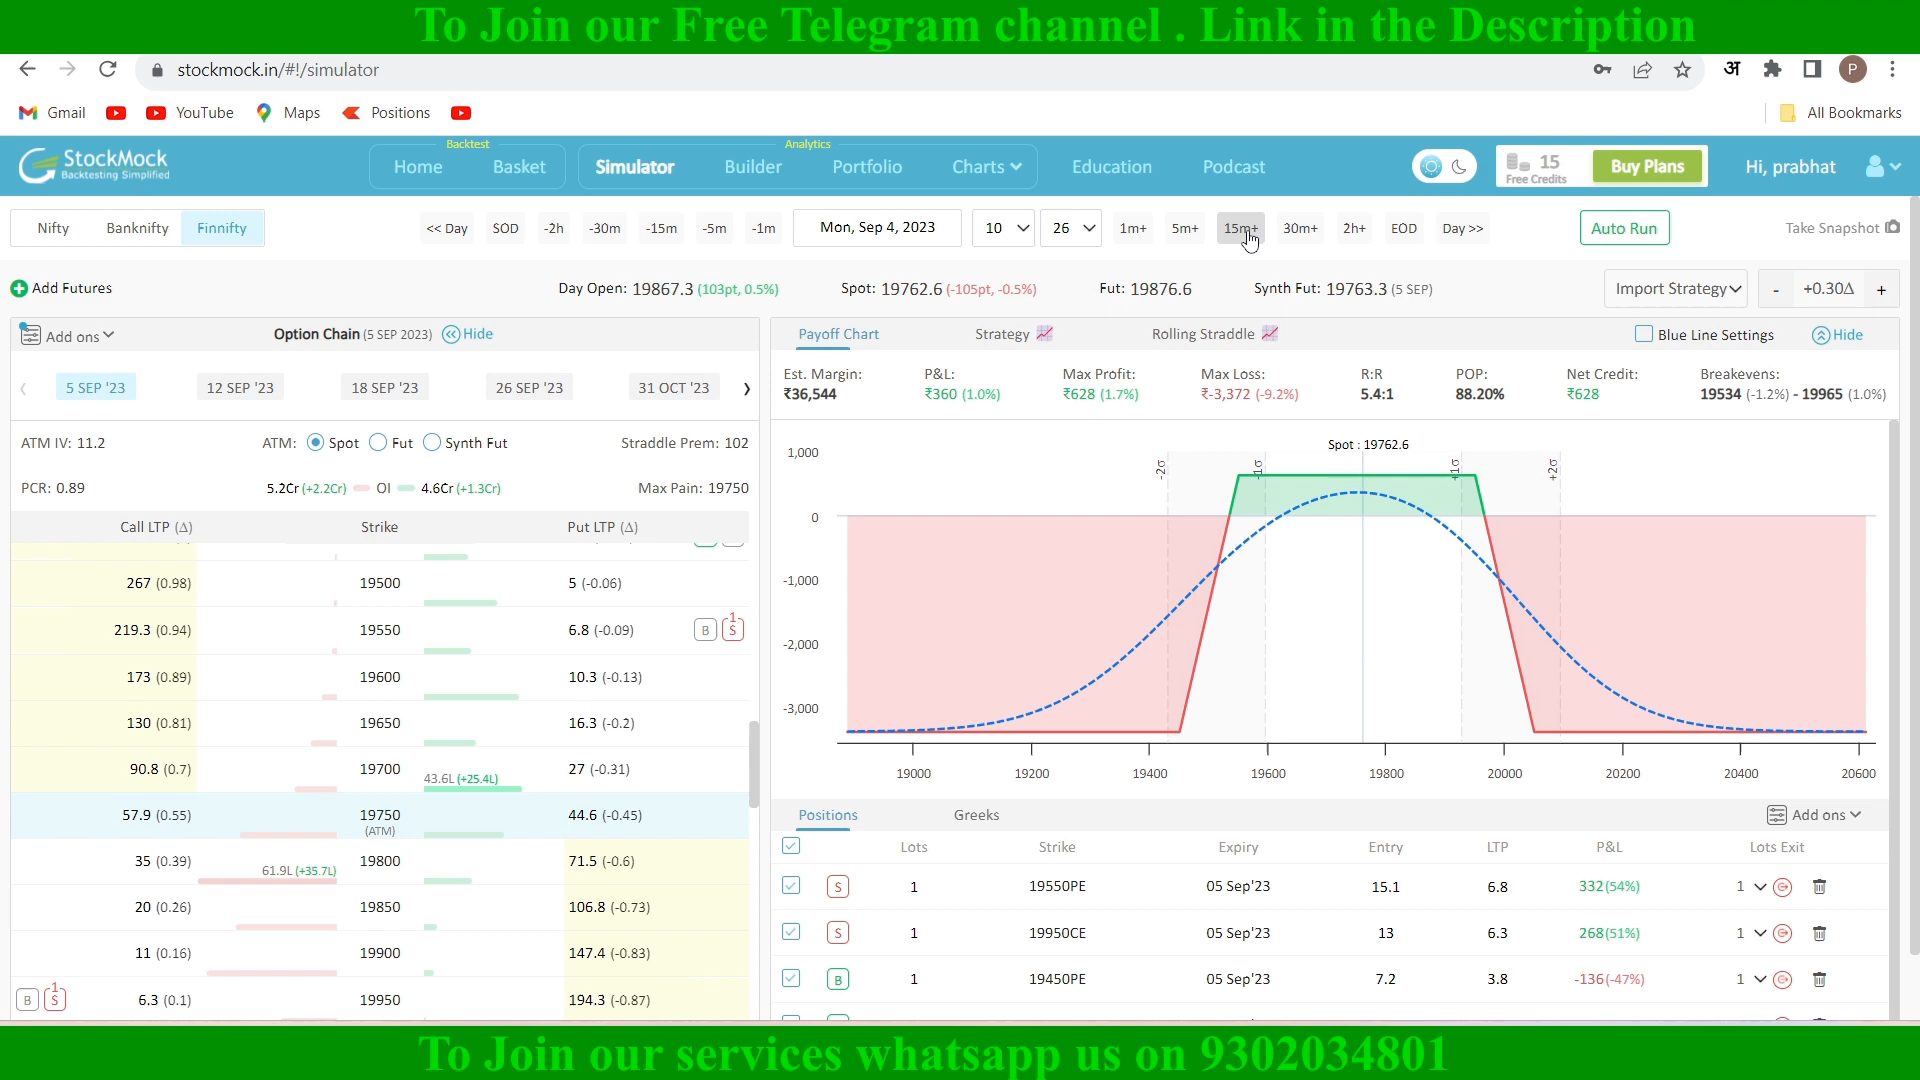 To Join our Free Telegram channel . Link in the Description
stockmock.in/#!/simulator
अ
P
Gmail
YouTube
Maps
Positions
All Bookmarks
StockMock
Backtesting Simplified
Backtest
Home
Basket
Simulator
Analytics
Builder
Portfolio
Charts
Education
Podcast
15
Free Credits
Buy Plans
Hi, prabhat
Nifty
Banknifty
Finnifty
<< Day
SOD
-2h
-30m
-15m
-5m
-1m
Mon, Sep 4, 2023
10
26
1m+
5m+
15m+
30m+
2h+
EOD
Day >>
Auto Run
Take Snapshot
Add Futures
Day Open: 19867.3 (103pt, 0.5%)
Spot: 19762.6 (-105pt, -0.5%)
Fut: 19876.6
Synth Fut: 19763.3 (5 SEP)
Import Strategy
- +0.30Δ +
Add ons
Option Chain (5 SEP 2023)
Hide
5 SEP '23
12 SEP '23
18 SEP '23
26 SEP '23
31 OCT '23
ATM IV: 11.2
ATM: Spot Fut Synth Fut
Straddle Prem: 102
PCR: 0.89
5.2Cr (+2.2Cr) OI 4.6Cr (+1.3Cr)
Max Pain: 19750
Call LTP (Δ) Strike Put LTP (Δ)
267 (0.98) 19500 5 (-0.06)
219.3 (0.94) 19550 6.8 (-0.09) B 1 S
173 (0.89) 19600 10.3 (-0.13)
130 (0.81) 19650 16.3 (-0.2)
90.8 (0.7) 19700 43.6L (+25.4L) 27 (-0.31)
57.9 (0.55) 19750 (ATM) 44.6 (-0.45)
35 (0.39) 61.9L (+35.7L) 19800 71.5 (-0.6)
20 (0.26) 19850 106.8 (-0.73)
11 (0.16) 19900 147.4 (-0.83)
B 1 S 6.3 (0.1) 19950 194.3 (-0.87)
Payoff Chart
Strategy
Rolling Straddle
Blue Line Settings
Hide
Est. Margin: P&L: Max Profit: Max Loss: R:R POP: Net Credit: Breakevens:
₹36,544 ₹360 (1.0%) ₹628 (1.7%) ₹-3,372 (-9.2%) 5.4:1 88.20% ₹628 19534 (-1.2%) - 19965 (1.0%)
Spot : 19762.6
-2σ
-1σ
+1σ
+2σ
1,000
0
-1,000
-2,000
-3,000
19000 19200 19400 19600 19800 20000 20200 20400 20600
Positions
Greeks
Add ons
Lots Strike Expiry Entry LTP P&L Lots Exit
S 1 19550PE 05 Sep'23 15.1 6.8 332(54%) 1
S 1 19950CE 05 Sep'23 13 6.3 268(51%) 1
B 1 19450PE 05 Sep'23 7.2 3.8 -136(-47%) 1
To Join our services whatsapp us on 9302034801